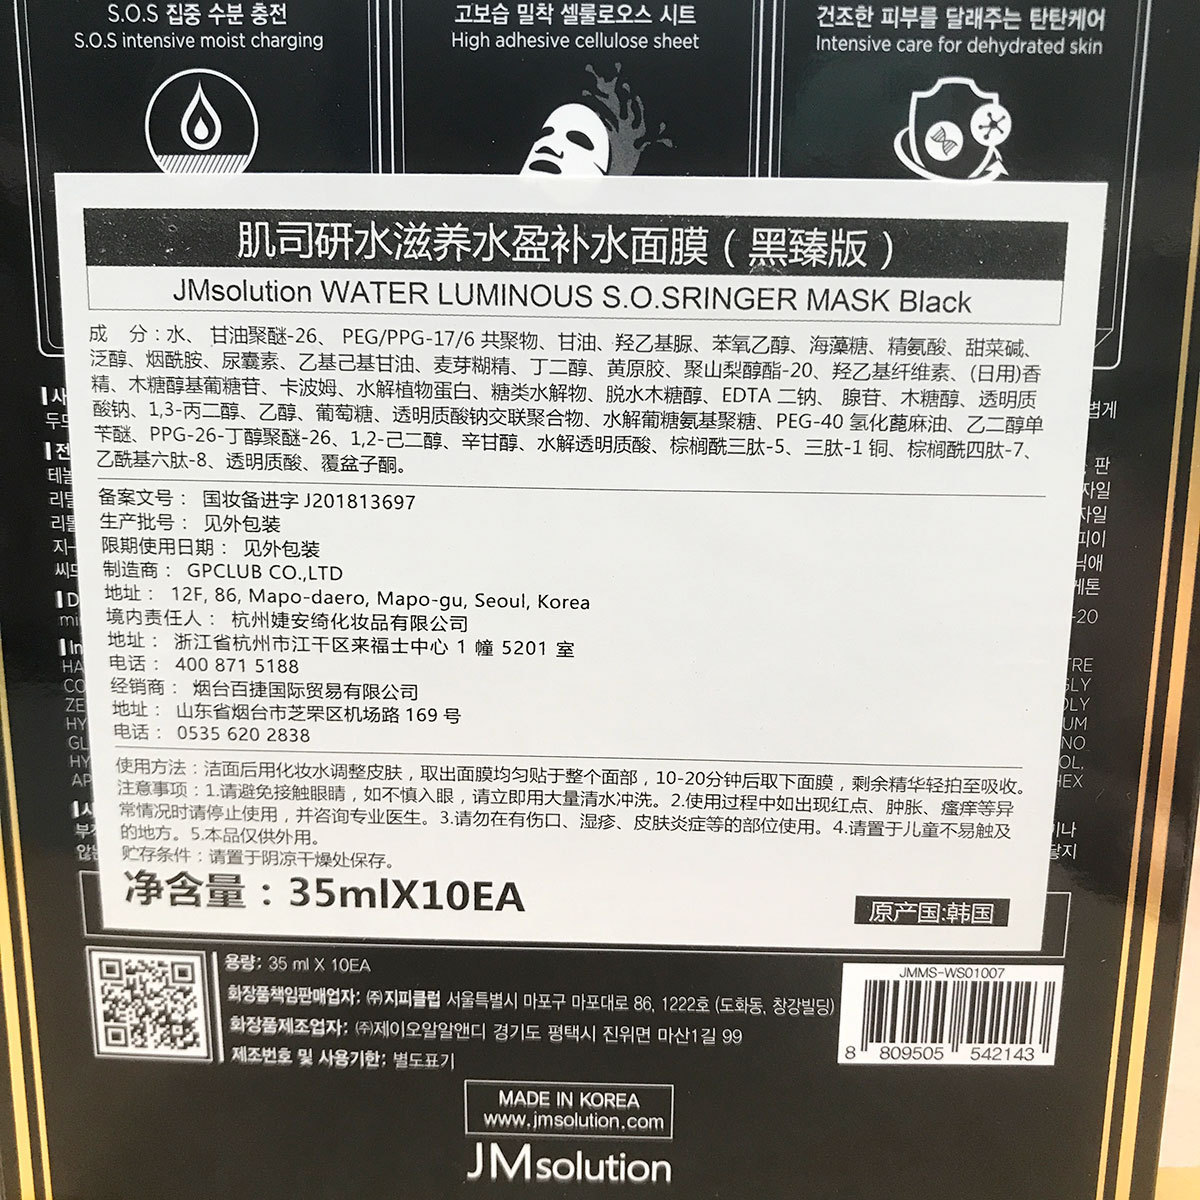 S.O.S 집중 수분 충전
S.O.S intensive moist charging
고보습 밀착 셀룰로오스 시트
High adhesive cellulose sheet
건조한 피부를 달래주는 탄탄케어
Intensive care for dehydrated skin
肌司研水滋养水盈补水面膜（黑臻版）
JMsolution WATER LUMINOUS S.O.SRINGER MASK Black
成 分：水、甘油聚醚-26、PEG/PPG-17/6 共聚物、甘油、羟乙基脲、苯氧乙醇、海藻糖、精氨酸、甜菜碱、
泛醇、烟酰胺、尿囊素、乙基己基甘油、麦芽糊精、丁二醇、黄原胶、聚山梨醇酯-20、羟乙基纤维素、(日用)香
精、木糖醇基葡糖苷、卡波姆、水解植物蛋白、糖类水解物、脱水木糖醇、EDTA 二钠、腺苷、木糖醇、透明质
酸钠、1,3-丙二醇、乙醇、葡萄糖、透明质酸钠交联聚合物、水解葡糖氨基聚糖、PEG-40 氢化蓖麻油、乙二醇单
苄醚、PPG-26-丁醇聚醚-26、1,2-己二醇、辛甘醇、水解透明质酸、棕榈酰三肽-5、三肽-1 铜、棕榈酰四肽-7、
乙酰基六肽-8、透明质酸、覆盆子酮。
备案文号： 国妆备进字 J201813697
生产批号： 见外包装
限期使用日期： 见外包装
制造商： GPCLUB CO.,LTD
地址： 12F, 86, Mapo-daero, Mapo-gu, Seoul, Korea
境内责任人： 杭州婕安绮化妆品有限公司
地址： 浙江省杭州市江干区来福士中心 1 幢 5201 室
电话： 400 871 5188
经销商： 烟台百捷国际贸易有限公司
地址： 山东省烟台市芝罘区机场路 169 号
电话： 0535 620 2838
使用方法：洁面后用化妆水调整皮肤，取出面膜均匀贴于整个面部，10-20分钟后取下面膜，剩余精华轻拍至吸收。
注意事项：1.请避免接触眼睛，如不慎入眼，请立即用大量清水冲洗。2.使用过程中如出现红点、肿胀、瘙痒等异
常情况时请停止使用，并咨询专业医生。3.请勿在有伤口、湿疹、皮肤炎症等的部位使用。4.请置于儿童不易触及
的地方。5.本品仅供外用。
贮存条件：请置于阴凉干燥处保存。
净含量：35mlX10EA
原产国:韩国
용량: 35 ml X 10EA
화장품책임판매업자: ㈜지피클럽 서울특별시 마포구 마포대로 86, 1222호 (도화동, 창강빌딩)
화장품제조업자: ㈜제이오알앤디 경기도 평택시 진위면 마산1길 99
제조번호 및 사용기한: 별도표기
JMMS-WS01007
8 809505 542143
MADE IN KOREA
www.jmsolution.com
JMsolution